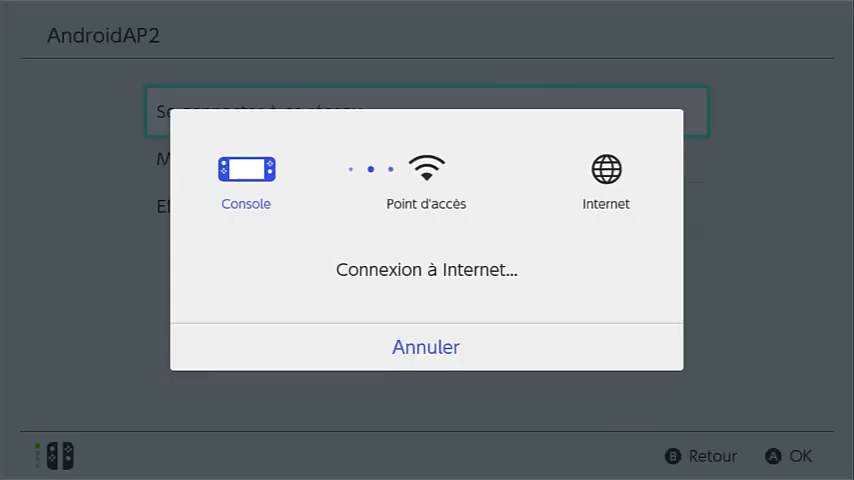 AndroidAP2
Console
Point d'accès
Internet
Connexion à Internet...
Annuler
B Retour
A OK